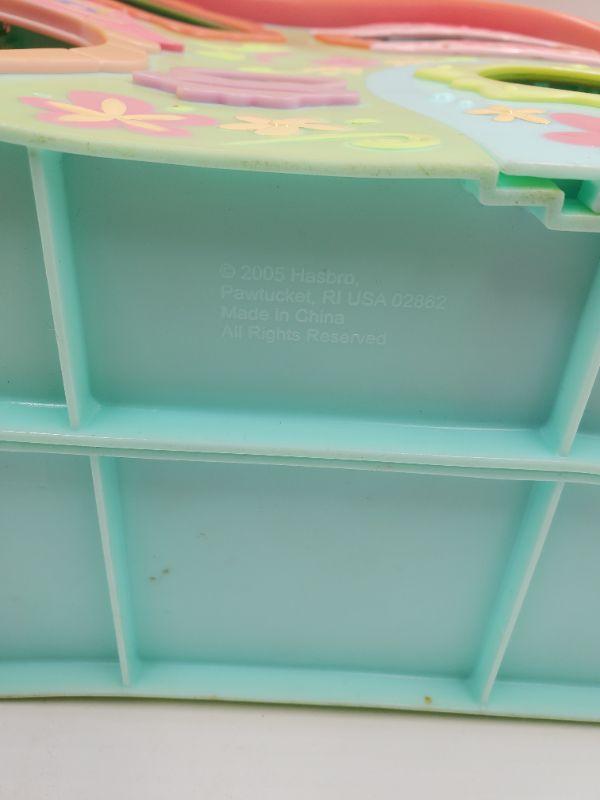 © 2005 Hasbro,
Pawtucket, RI USA 02862
Made in China
All Rights Reserved